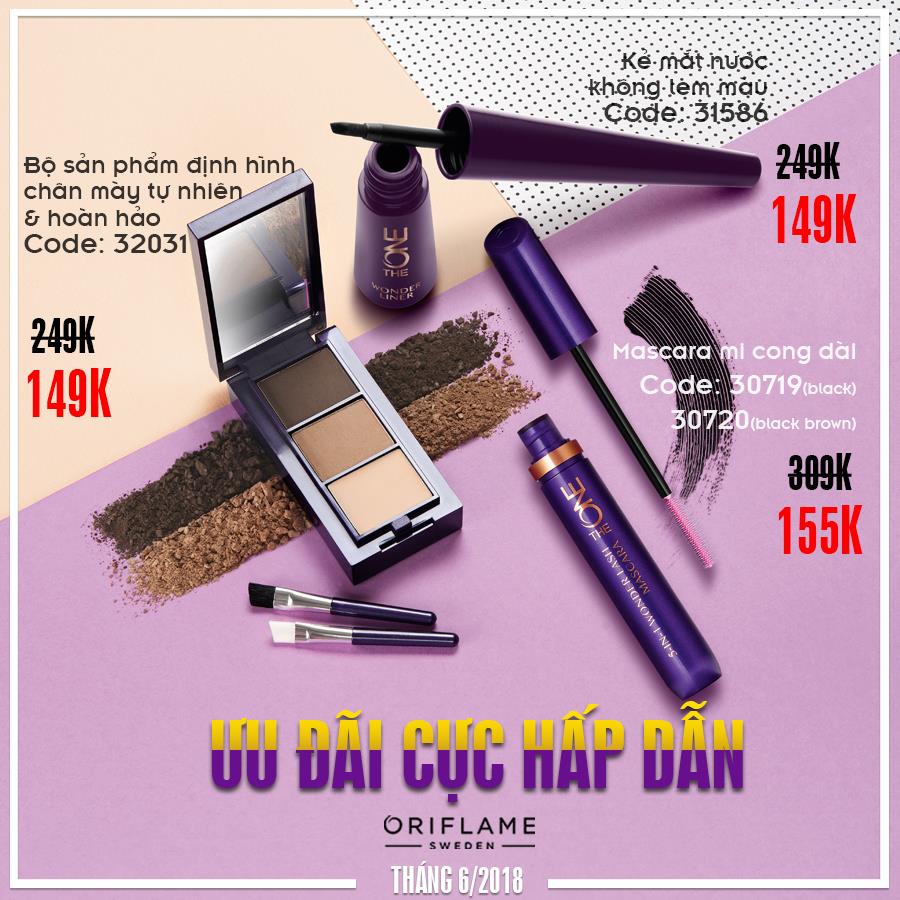 Kẻ mắt nước
không lem màu
Code: 31586
249K
149K
Bộ sản phẩm định hình
chân mày tự nhiên
& hoàn hảo
Code: 32031
249K
149K
THE ONE
WONDER
LINER
Mascara mi cong dài
Code: 30719(black)
30720(black brown)
309K
155K
THE ONE
5-IN-1 WONDER LASH
MASCARA
ƯU ĐÃI CỰC HẤP DẪN
ORIFLAME
SWEDEN
THÁNG 6/2018